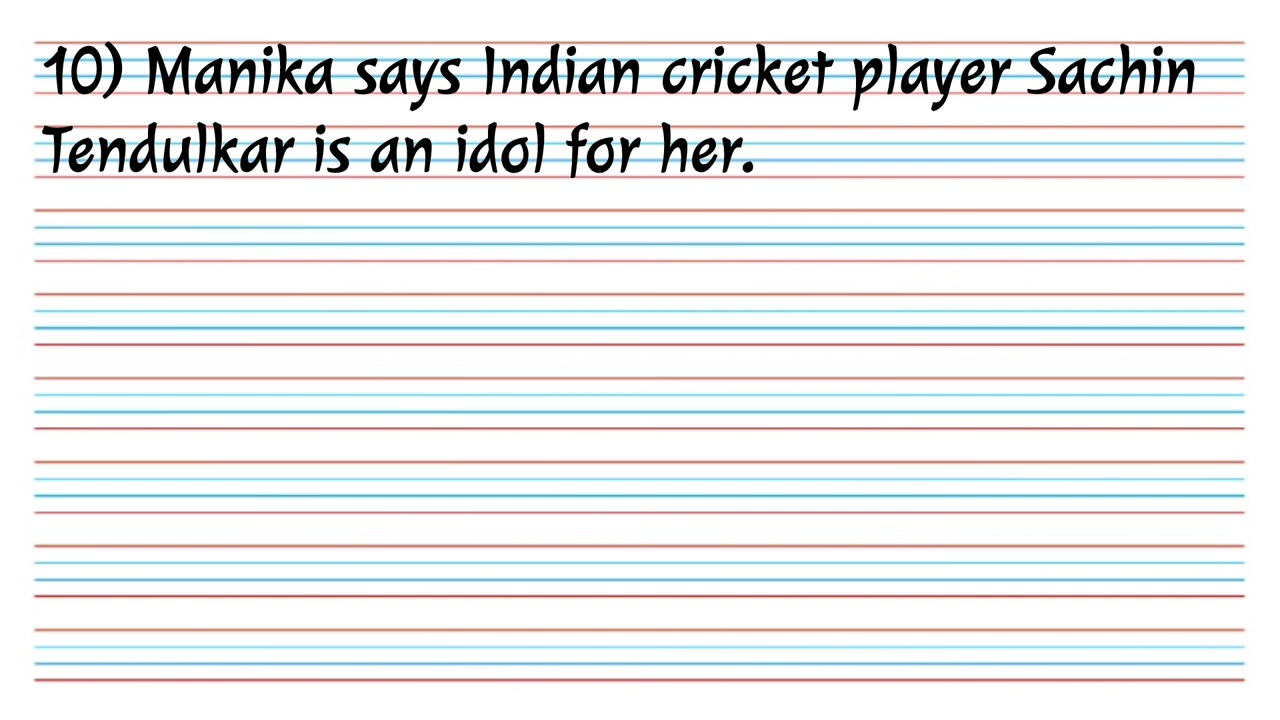 10) Manika says Indian cricket player Sachin
Tendulkar is an idol for her.